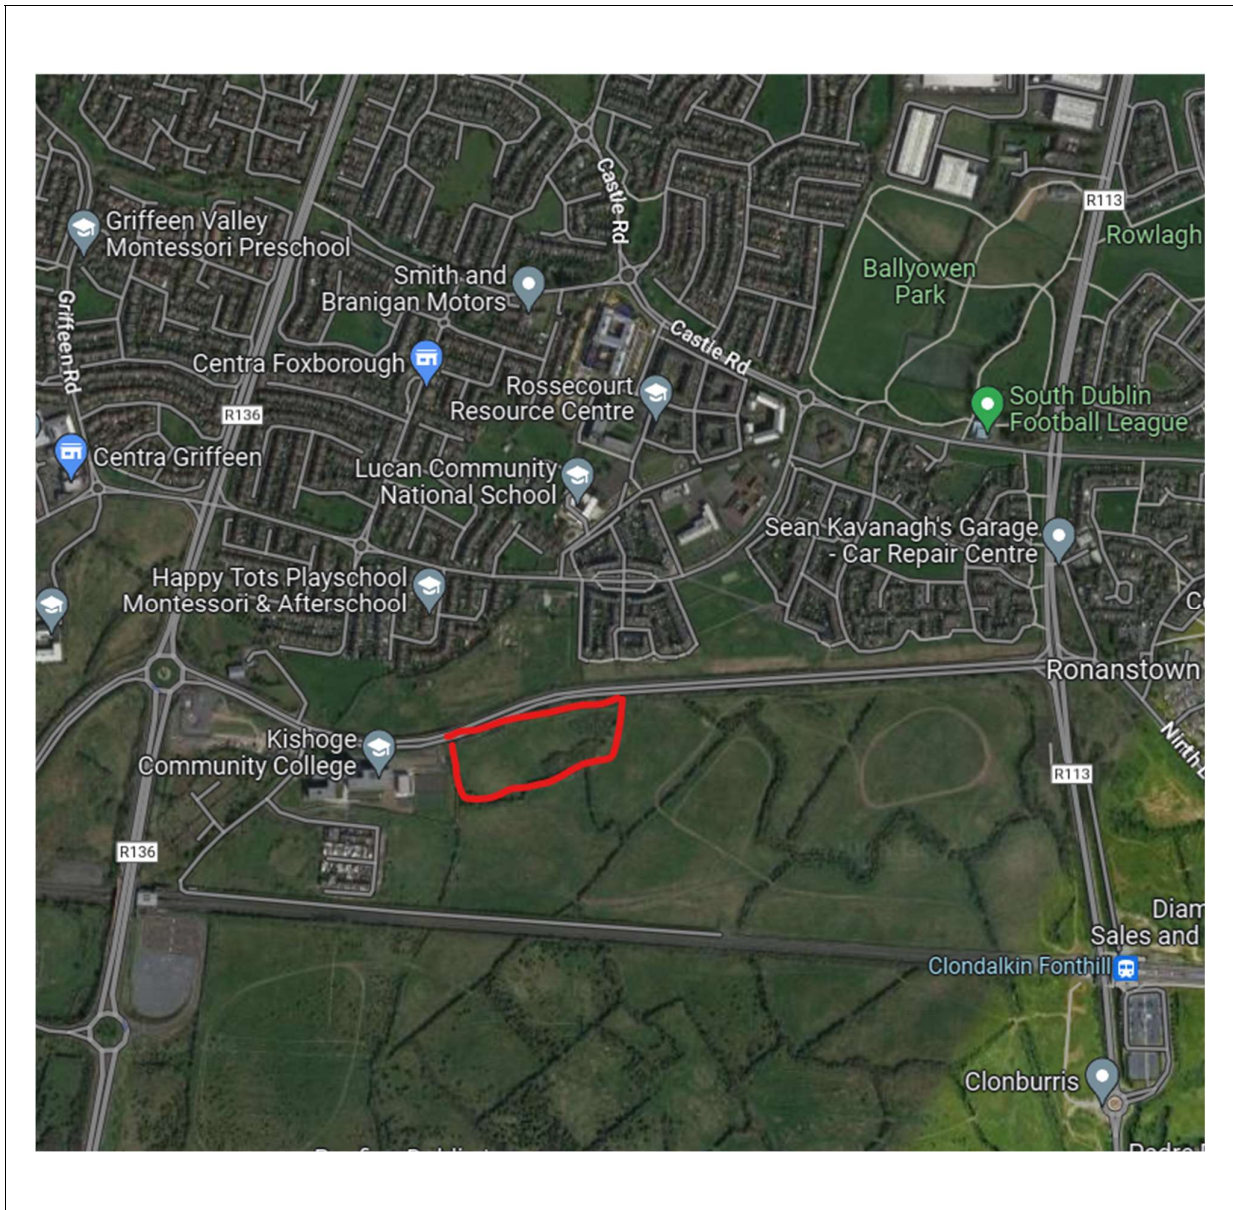 Castle Rd
R113
Rowlagh
Griffeen Valley
Montessori Preschool
Ballyowen
Park
Smith and
Branigan Motors
Griffeen Rd
Castle Rd
Centra Foxborough
Rossecourt
Resource Centre
South Dublin
Football League
R136
Centra Griffeen
Lucan Community
National School
Sean Kavanagh's Garage
- Car Repair Centre
Happy Tots Playschool
Montessori & Afterschool
Ronanstown
Kishoge
Community College
R113
R136
Diam
Sales and
Clondalkin Fonthill
Clonburris